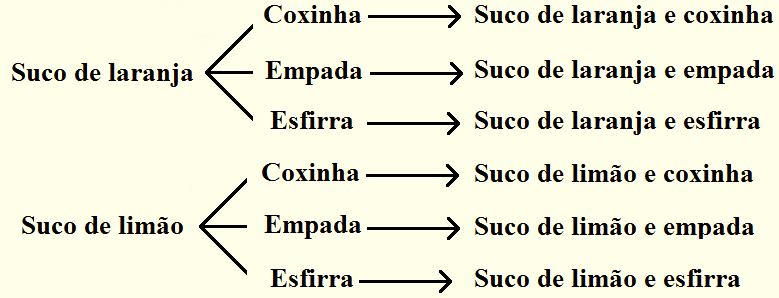 Coxinha Suco de laranja e coxinha
Suco de laranja Empada Suco de laranja e empada
Esfirra Suco de laranja e esfirra
Coxinha Suco de limão e coxinha
Suco de limão Empada Suco de limão e empada
Esfirra Suco de limão e esfirra